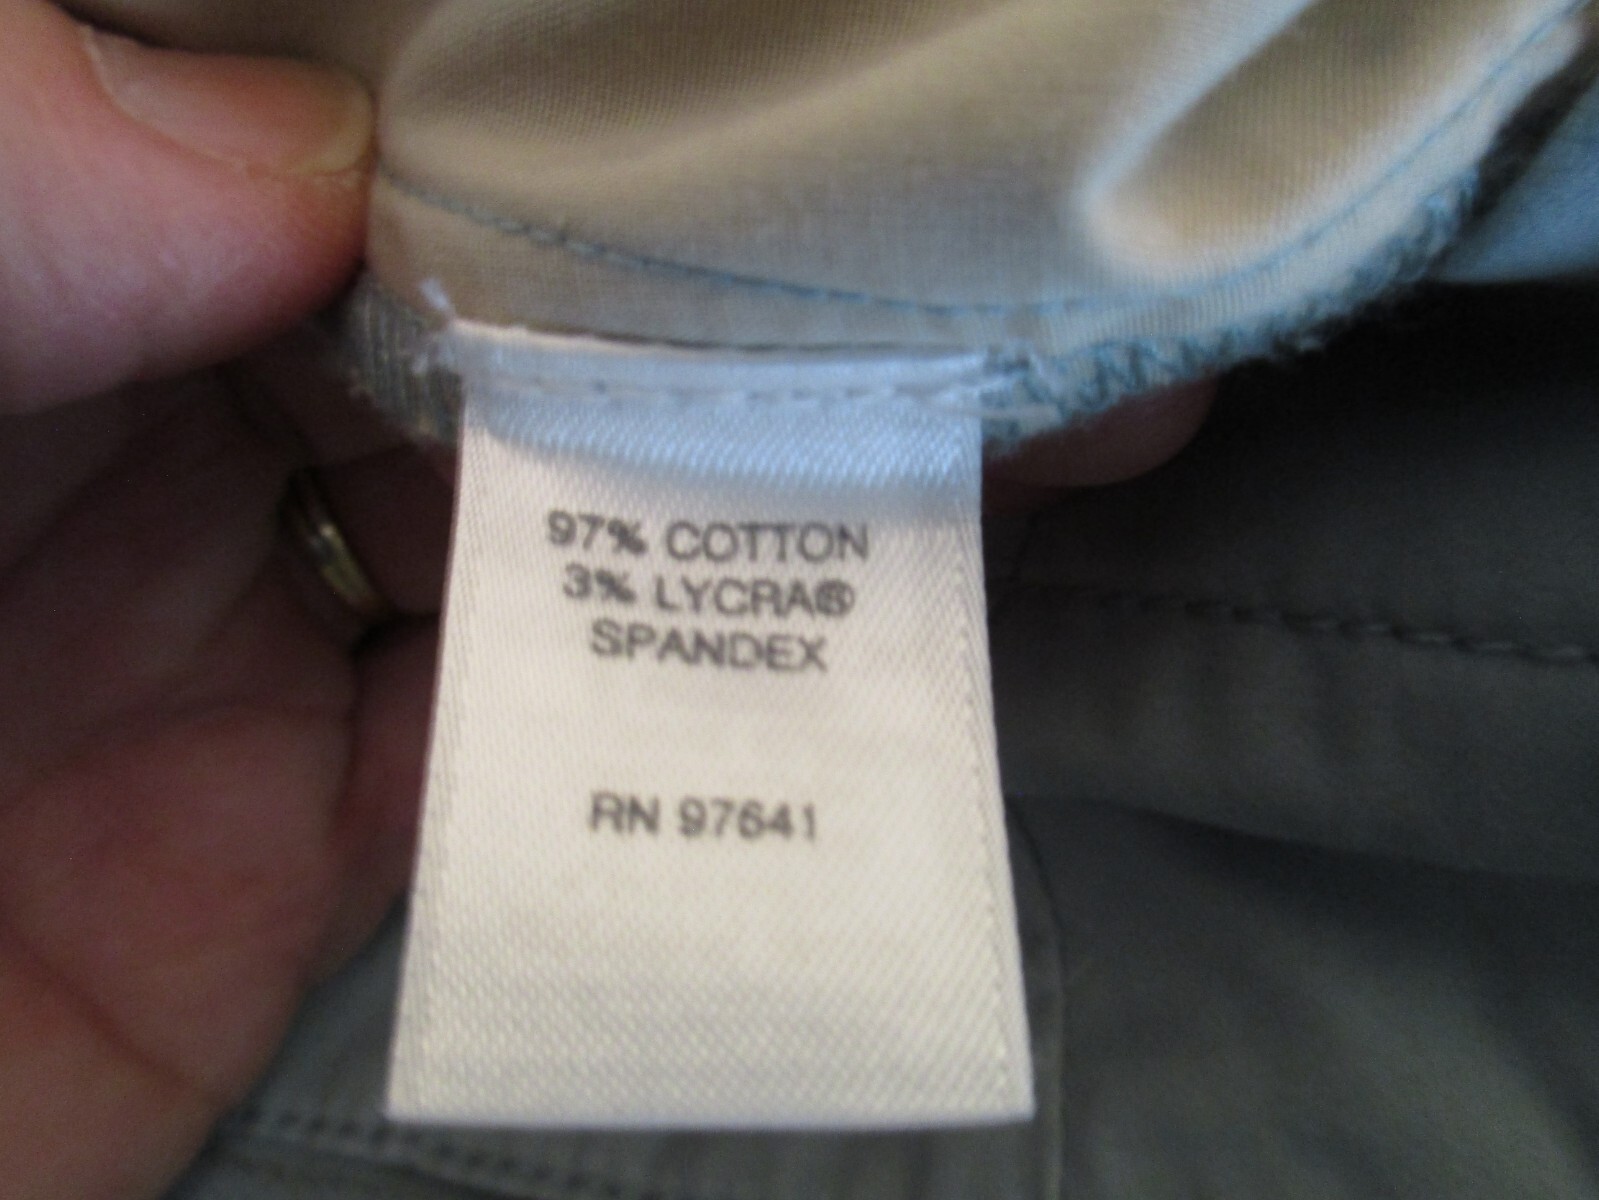 97% COTTON
3% LYCRA®
SPANDEX
RN 97641